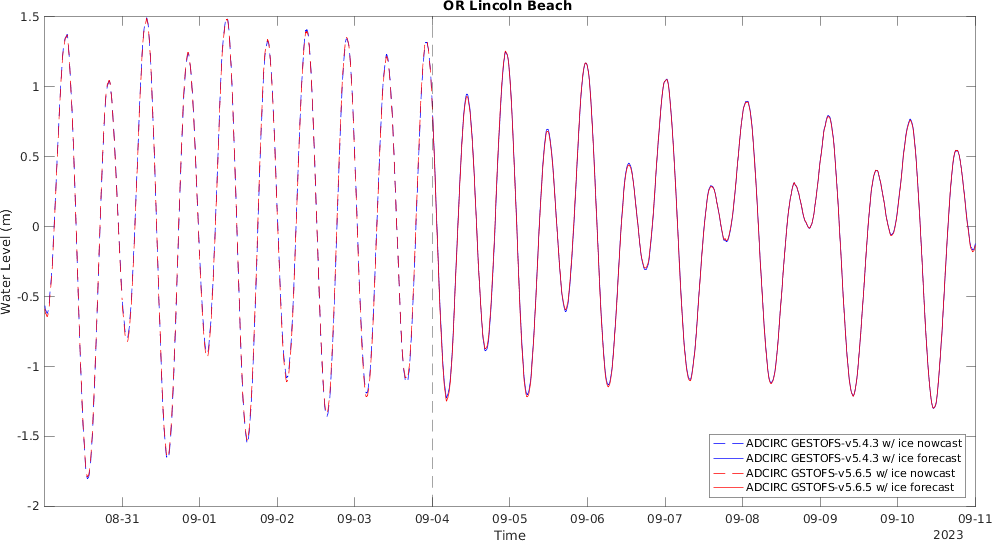 OR Lincoln Beach
1.5
1
0.5
0
-0.5
-1
-1.5
-2
Water Level (m)
08-31 09-01 09-02 09-03 09-04 09-05 09-06 09-07 09-08 09-09 09-10 09-11
Time
2023
ADCIRC GESTOFS-v5.4.3 w/ ice nowcast
ADCIRC GESTOFS-v5.4.3 w/ ice forecast
ADCIRC GSTOFS-v5.6.5 w/ ice nowcast
ADCIRC GSTOFS-v5.6.5 w/ ice forecast